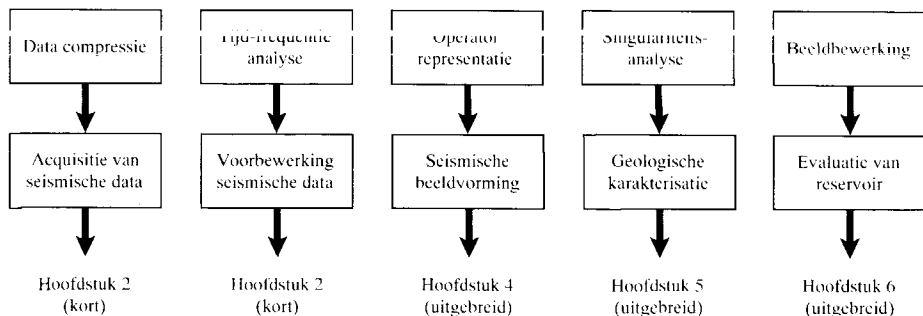 Data compressie
Tijd-frequentie
analyse
Operator
representatie
Singulariteits-
analyse
Beeldbewerking
Acquisitie van
seismische data
Voorbewerking
seismische data
Seismische
beeldvorming
Geologische
karakterisatie
Evaluatie van
reservoir
Hoofdstuk 2
(kort)
Hoofdstuk 2
(kort)
Hoofdstuk 4
(uitgebreid)
Hoofdstuk 5
(uitgebreid)
Hoofdstuk 6
(uitgebreid)